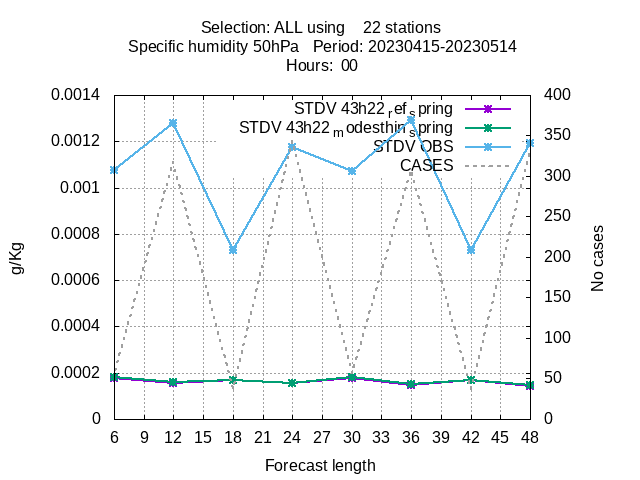 Selection: ALL using    22 stations
Specific humidity 50hPa   Period: 20230415-20230514
Hours:  00
STDV 43h22_ref_spring
STDV 43h22_modesthin_spring
STDV OBS
CASES
g/Kg
0.0014
0.0012
0.001
0.0008
0.0006
0.0004
0.0002
0
400
350
300
250
200
150
100
50
0
No cases
6 9 12 15 18 21 24 27 30 33 36 39 42 45 48
Forecast length